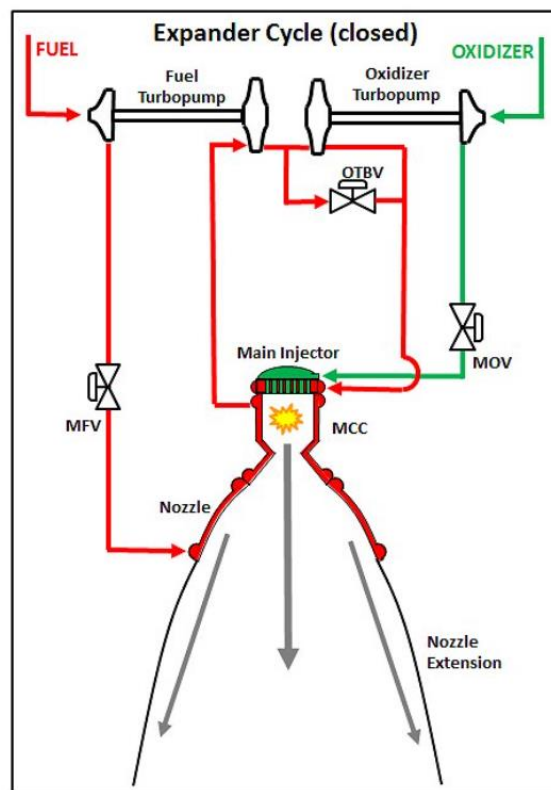 Expander Cycle (closed)
FUEL
OXIDIZER
Fuel
Turbopump
Oxidizer
Turbopump
OTBV
Main Injector
MOV
MFV
MCC
Nozzle
Nozzle
Extension